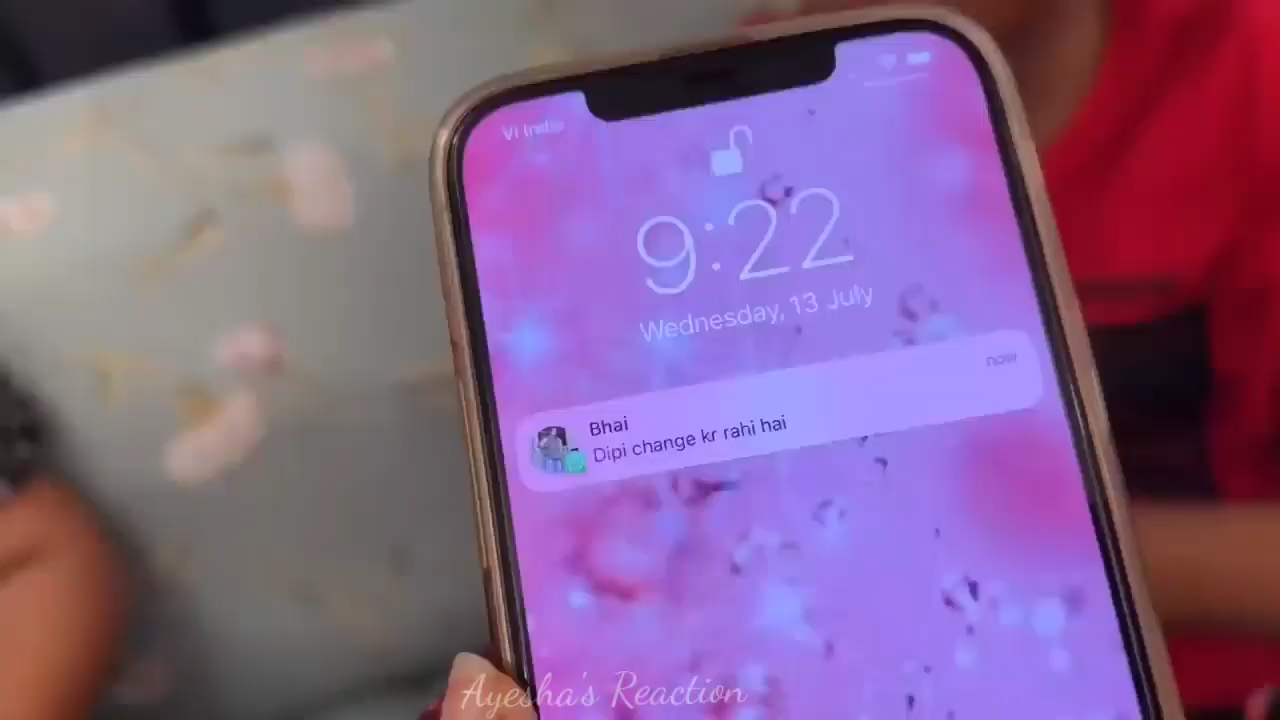 Vi India
9:22
Wednesday, 13 July
now
Bhai
Dipi change kr rahi hai
Ayesha's Reaction